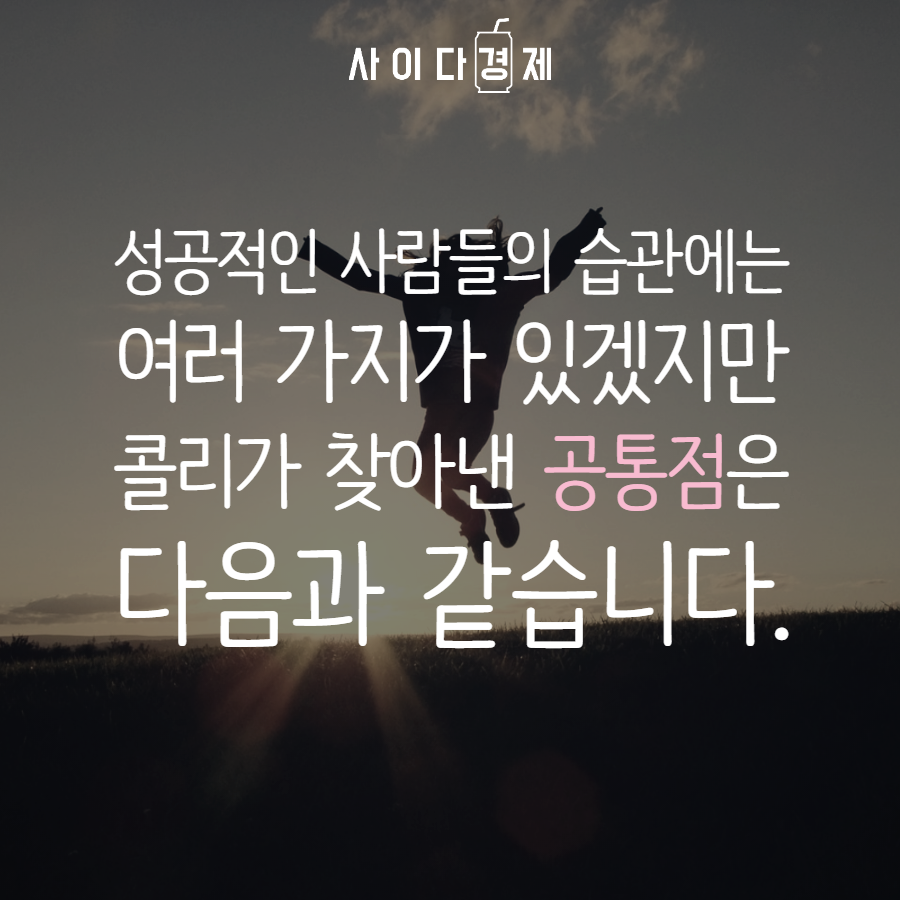 사이다경제
성공적인 사람들의 습관에는
여러 가지가 있겠지만
콜리가 찾아낸 공통점은
다음과 같습니다.